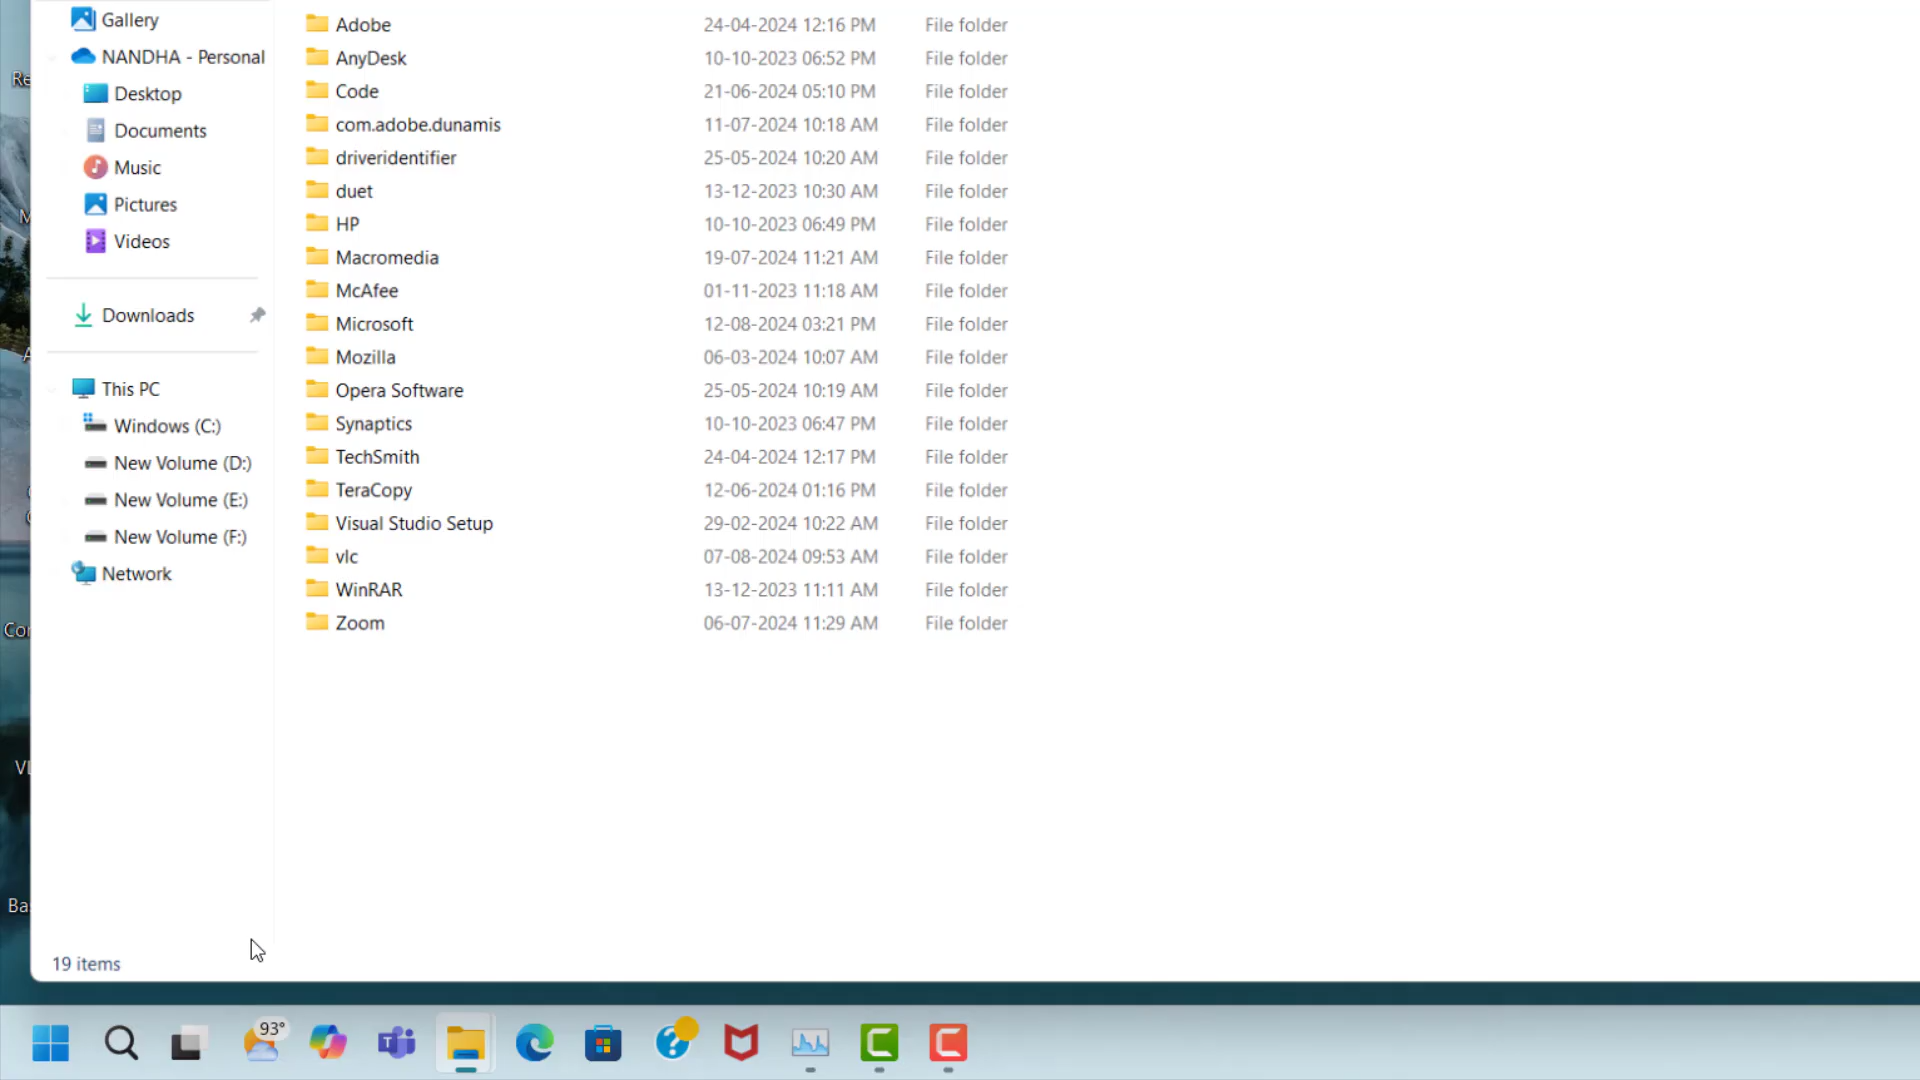 Gallery
NANDHA - Personal
Desktop
Documents
Music
Pictures
Videos
Downloads
This PC
Windows (C:)
New Volume (D:)
New Volume (E:)
New Volume (F:)
Network
Adobe 24-04-2024 12:16 PM File folder
AnyDesk 10-10-2023 06:52 PM File folder
Code 21-06-2024 05:10 PM File folder
com.adobe.dunamis 11-07-2024 10:18 AM File folder
driveridentifier 25-05-2024 10:20 AM File folder
duet 13-12-2023 10:30 AM File folder
HP 10-10-2023 06:49 PM File folder
Macromedia 19-07-2024 11:21 AM File folder
McAfee 01-11-2023 11:18 AM File folder
Microsoft 12-08-2024 03:21 PM File folder
Mozilla 06-03-2024 10:07 AM File folder
Opera Software 25-05-2024 10:19 AM File folder
Synaptics 10-10-2023 06:47 PM File folder
TechSmith 24-04-2024 12:17 PM File folder
TeraCopy 12-06-2024 01:16 PM File folder
Visual Studio Setup 29-02-2024 10:22 AM File folder
vlc 07-08-2024 09:53 AM File folder
WinRAR 13-12-2023 11:11 AM File folder
Zoom 06-07-2024 11:29 AM File folder
19 items
93°